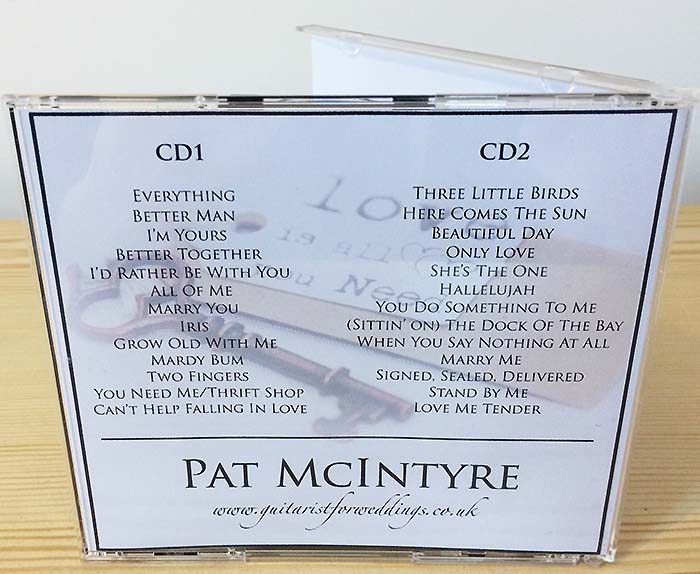 CD1
EVERYTHING
BETTER MAN
I'M YOURS
BETTER TOGETHER
I'D RATHER BE WITH YOU
ALL OF ME
MARRY YOU
IRIS
GROW OLD WITH ME
MARDY BUM
TWO FINGERS
YOU NEED ME/THRIFT SHOP
CAN'T HELP FALLING IN LOVE
CD2
THREE LITTLE BIRDS
HERE COMES THE SUN
BEAUTIFUL DAY
ONLY LOVE
SHE'S THE ONE
HALLELUJAH
YOU DO SOMETHING TO ME
(SITTIN' ON) THE DOCK OF THE BAY
WHEN YOU SAY NOTHING AT ALL
MARRY ME
SIGNED, SEALED, DELIVERED
STAND BY ME
LOVE ME TENDER
PAT MCINTYRE
www.guitaristforweddings.co.uk
is all
Need